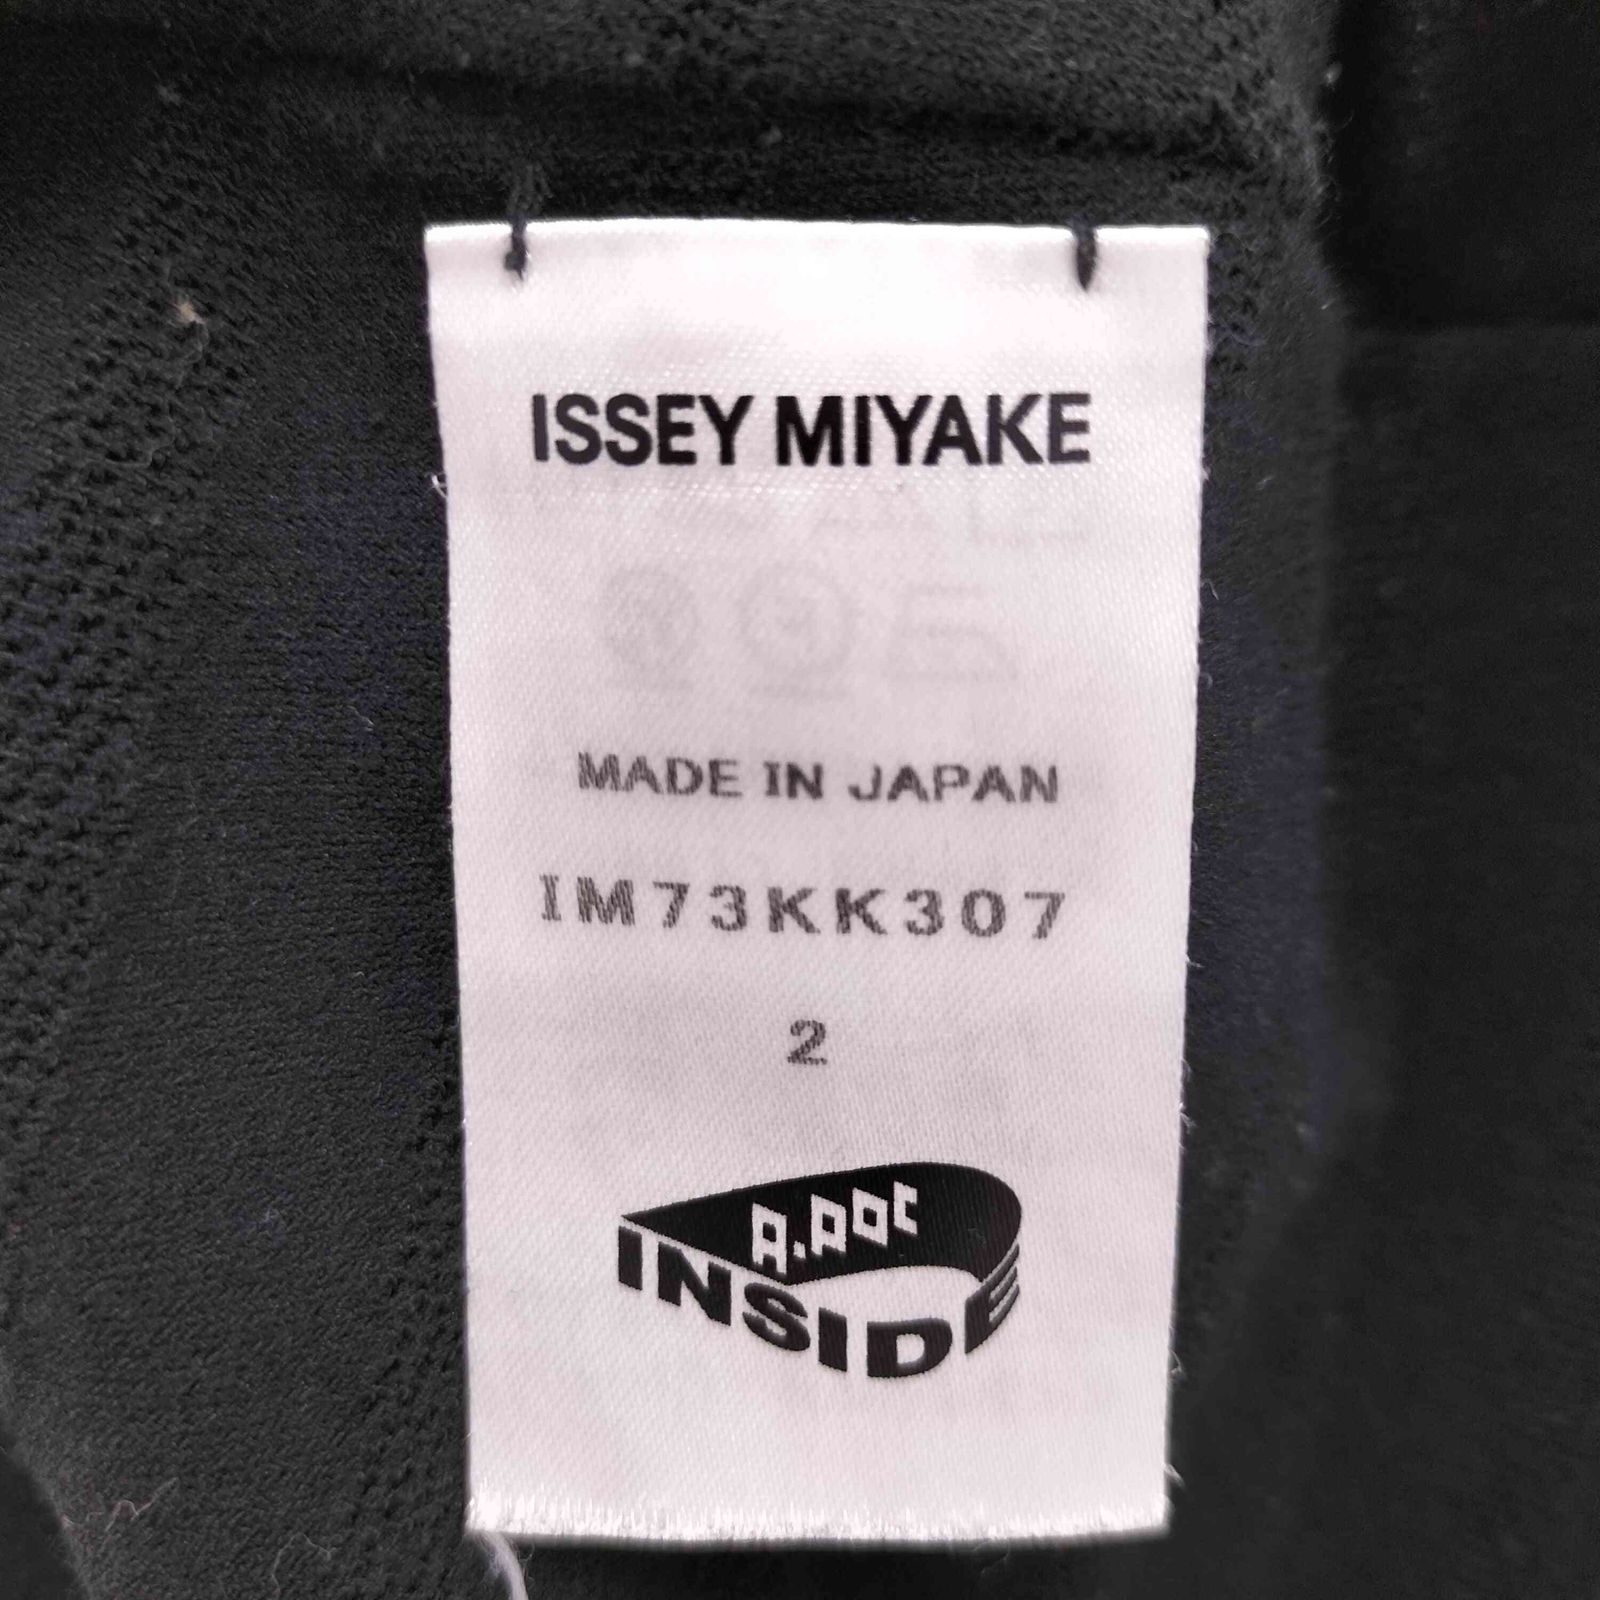 ISSEY MIYAKE
MADE IN JAPAN
IM73KK307
2
A.POC
INSIDE